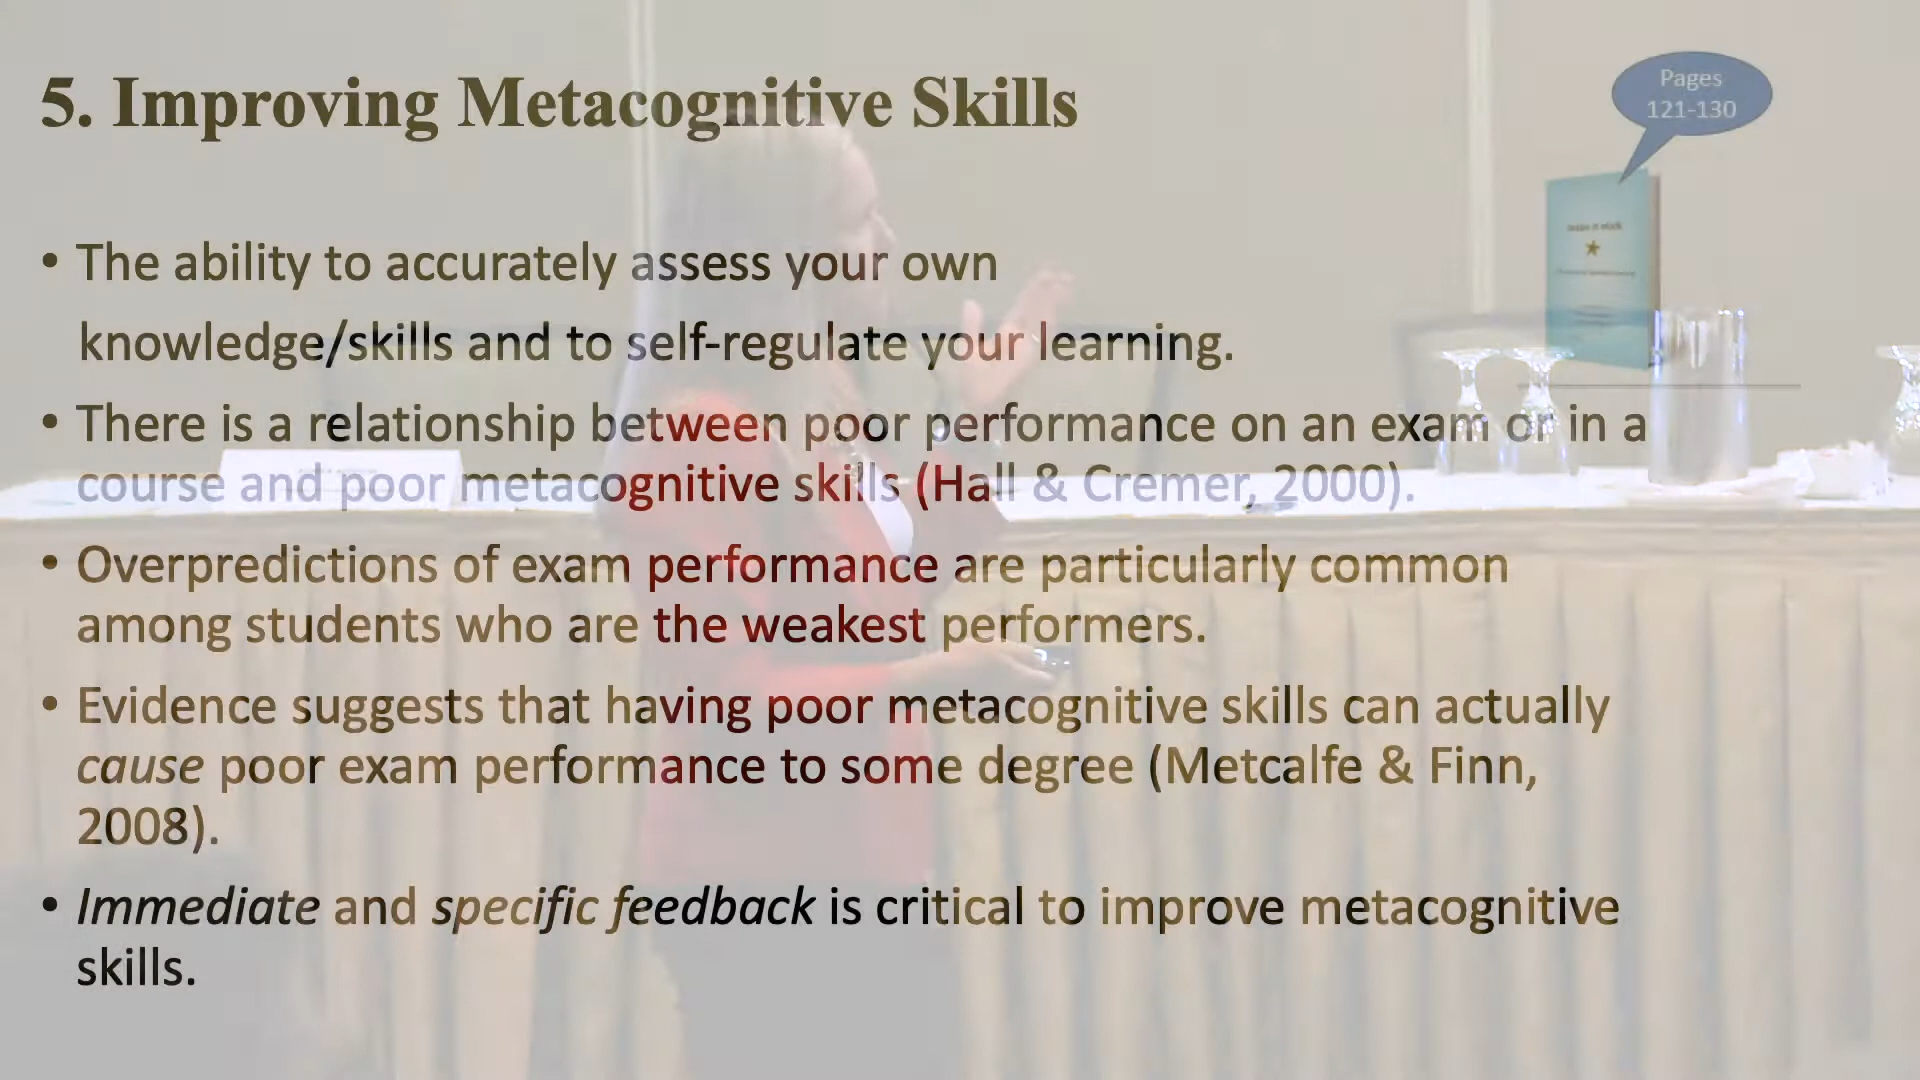 5. Improving Metacognitive Skills
Pages
121-130
• The ability to accurately assess your own
knowledge/skills and to self-regulate your learning.
• There is a relationship between poor performance on an exam or in a
course and poor metacognitive skills (Hall & Cremer, 2000).
• Overpredictions of exam performance are particularly common
among students who are the weakest performers.
• Evidence suggests that having poor metacognitive skills can actually
cause poor exam performance to some degree (Metcalfe & Finn,
2008).
• Immediate and specific feedback is critical to improve metacognitive
skills.